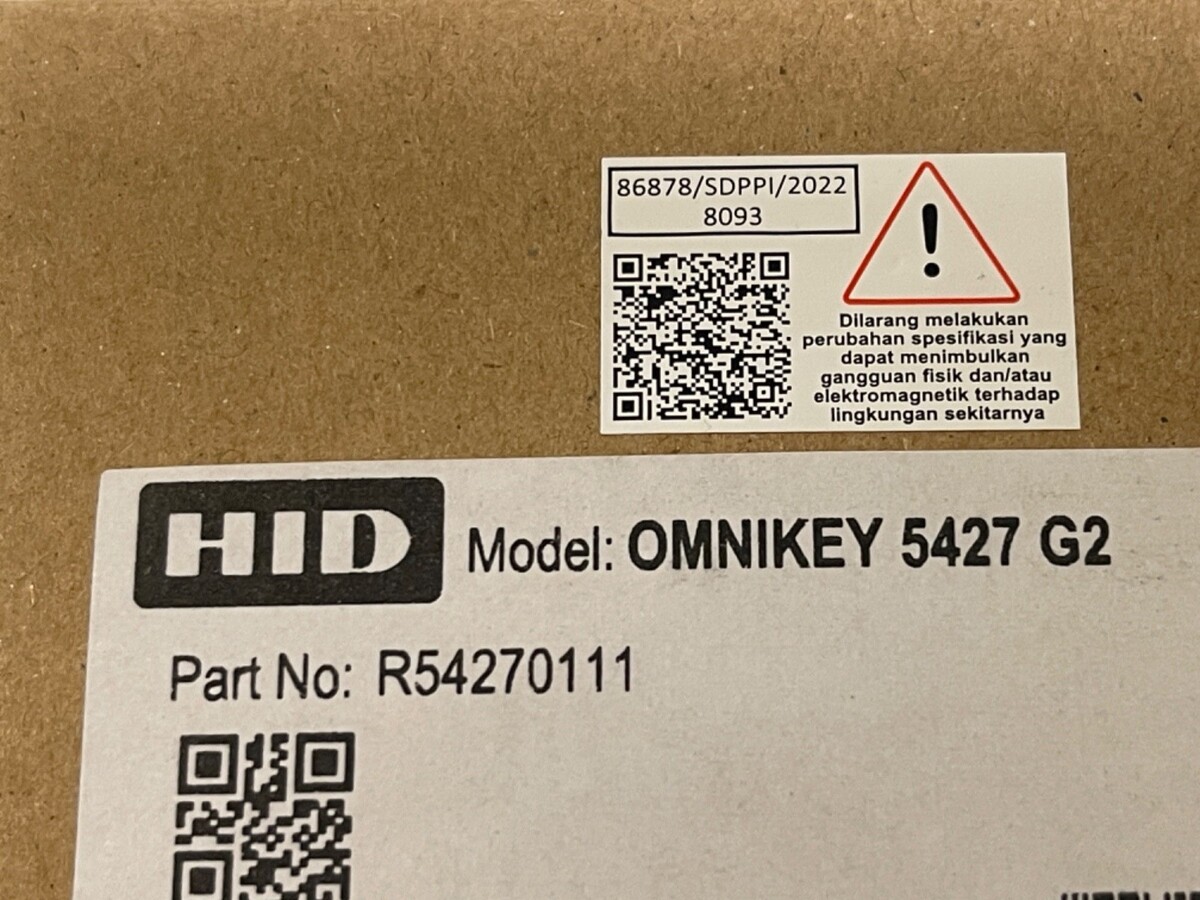 86878/SDPPI/2022
8093
Dilarang melakukan
perubahan spesifikasi yang
dapat menimbulkan
gangguan fisik dan/atau
elektromagnetik terhadap
lingkungan sekitarnya
HID
Model: OMNIKEY 5427 G2
Part No: R54270111